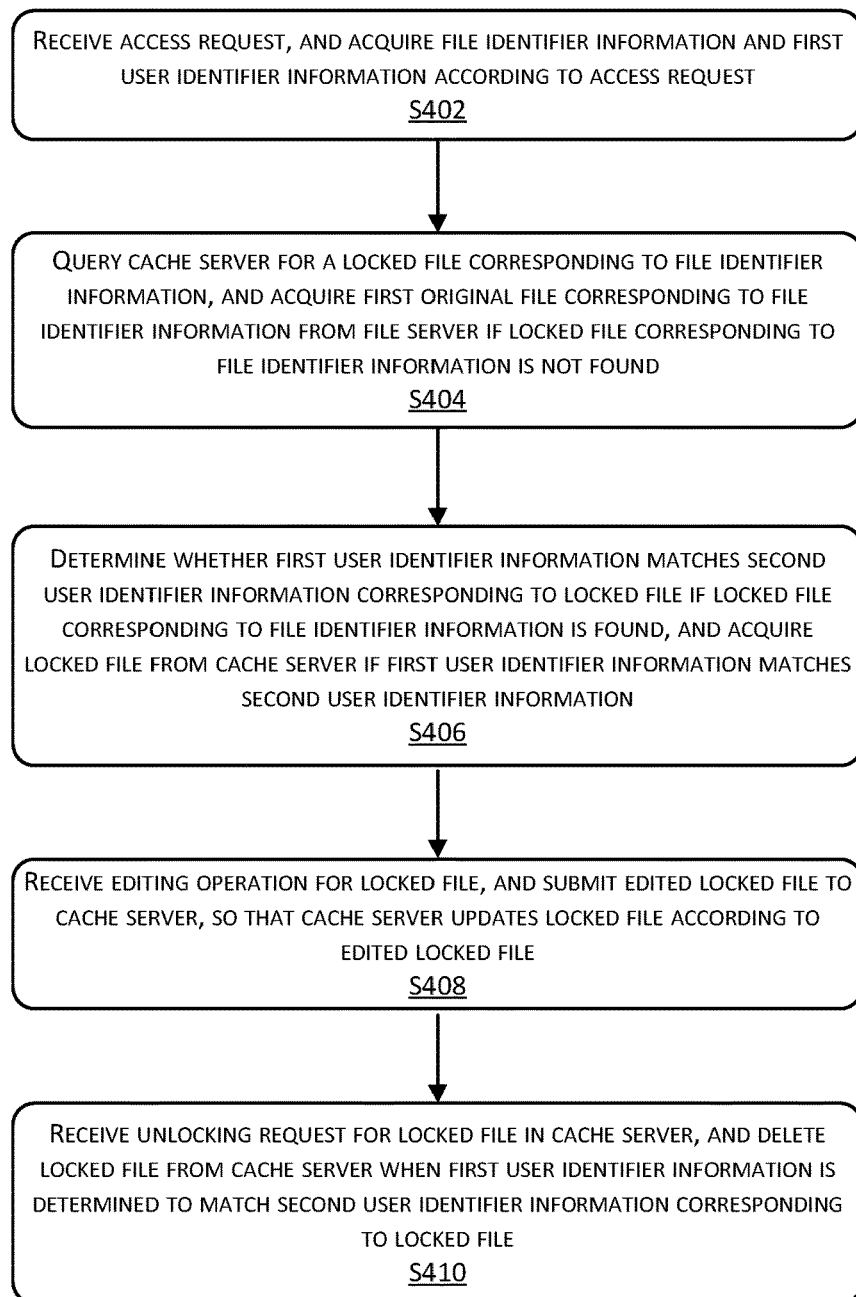 RECEIVE ACCESS REQUEST, AND ACQUIRE FILE IDENTIFIER INFORMATION AND FIRST
USER IDENTIFIER INFORMATION ACCORDING TO ACCESS REQUEST
S402
QUERY CACHE SERVER FOR A LOCKED FILE CORRESPONDING TO FILE IDENTIFIER
INFORMATION, AND ACQUIRE FIRST ORIGINAL FILE CORRESPONDING TO FILE
IDENTIFIER INFORMATION FROM FILE SERVER IF LOCKED FILE CORRESPONDING TO
FILE IDENTIFIER INFORMATION IS NOT FOUND
S404
DETERMINE WHETHER FIRST USER IDENTIFIER INFORMATION MATCHES SECOND
USER IDENTIFIER INFORMATION CORRESPONDING TO LOCKED FILE IF LOCKED FILE
CORRESPONDING TO FILE IDENTIFIER INFORMATION IS FOUND, AND ACQUIRE
LOCKED FILE FROM CACHE SERVER IF FIRST USER IDENTIFIER INFORMATION MATCHES
SECOND USER IDENTIFIER INFORMATION
S406
RECEIVE EDITING OPERATION FOR LOCKED FILE, AND SUBMIT EDITED LOCKED FILE TO
CACHE SERVER, SO THAT CACHE SERVER UPDATES LOCKED FILE ACCORDING TO
EDITED LOCKED FILE
S408
RECEIVE UNLOCKING REQUEST FOR LOCKED FILE IN CACHE SERVER, AND DELETE
LOCKED FILE FROM CACHE SERVER WHEN FIRST USER IDENTIFIER INFORMATION IS
DETERMINED TO MATCH SECOND USER IDENTIFIER INFORMATION CORRESPONDING
TO LOCKED FILE
S410